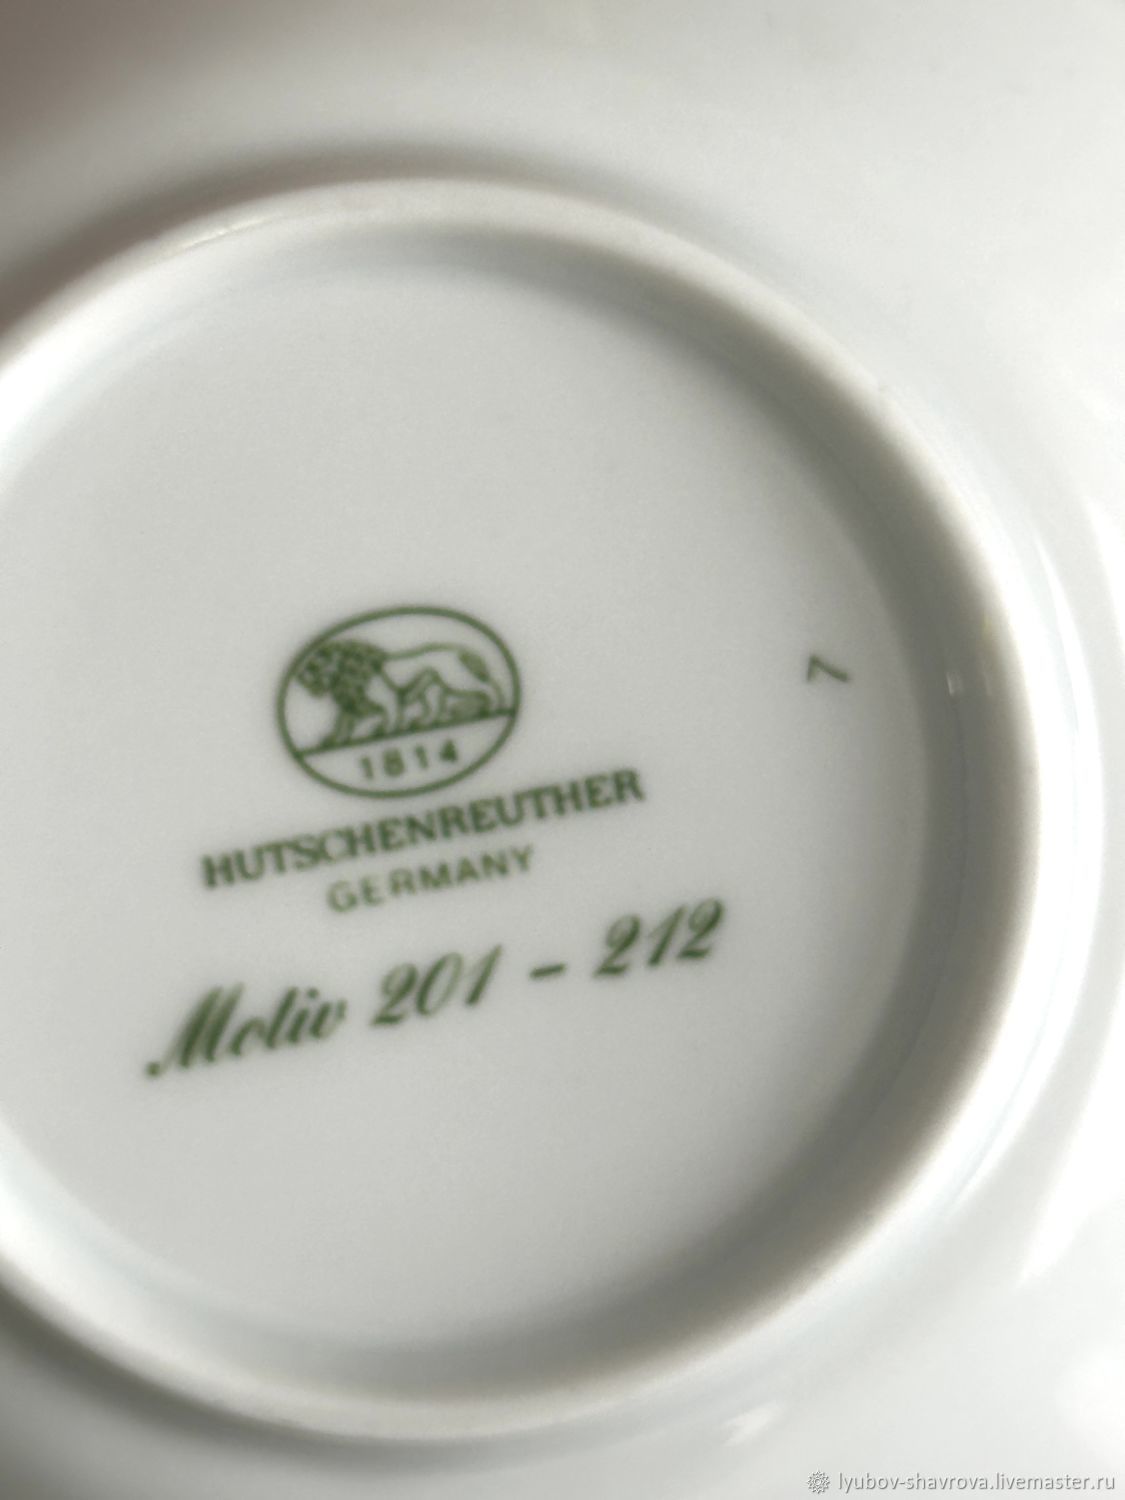 1814
HUTSCHENREUTHER
GERMANY
Motiv 201 - 212
7
lyubov-shavrova.livemaster.ru